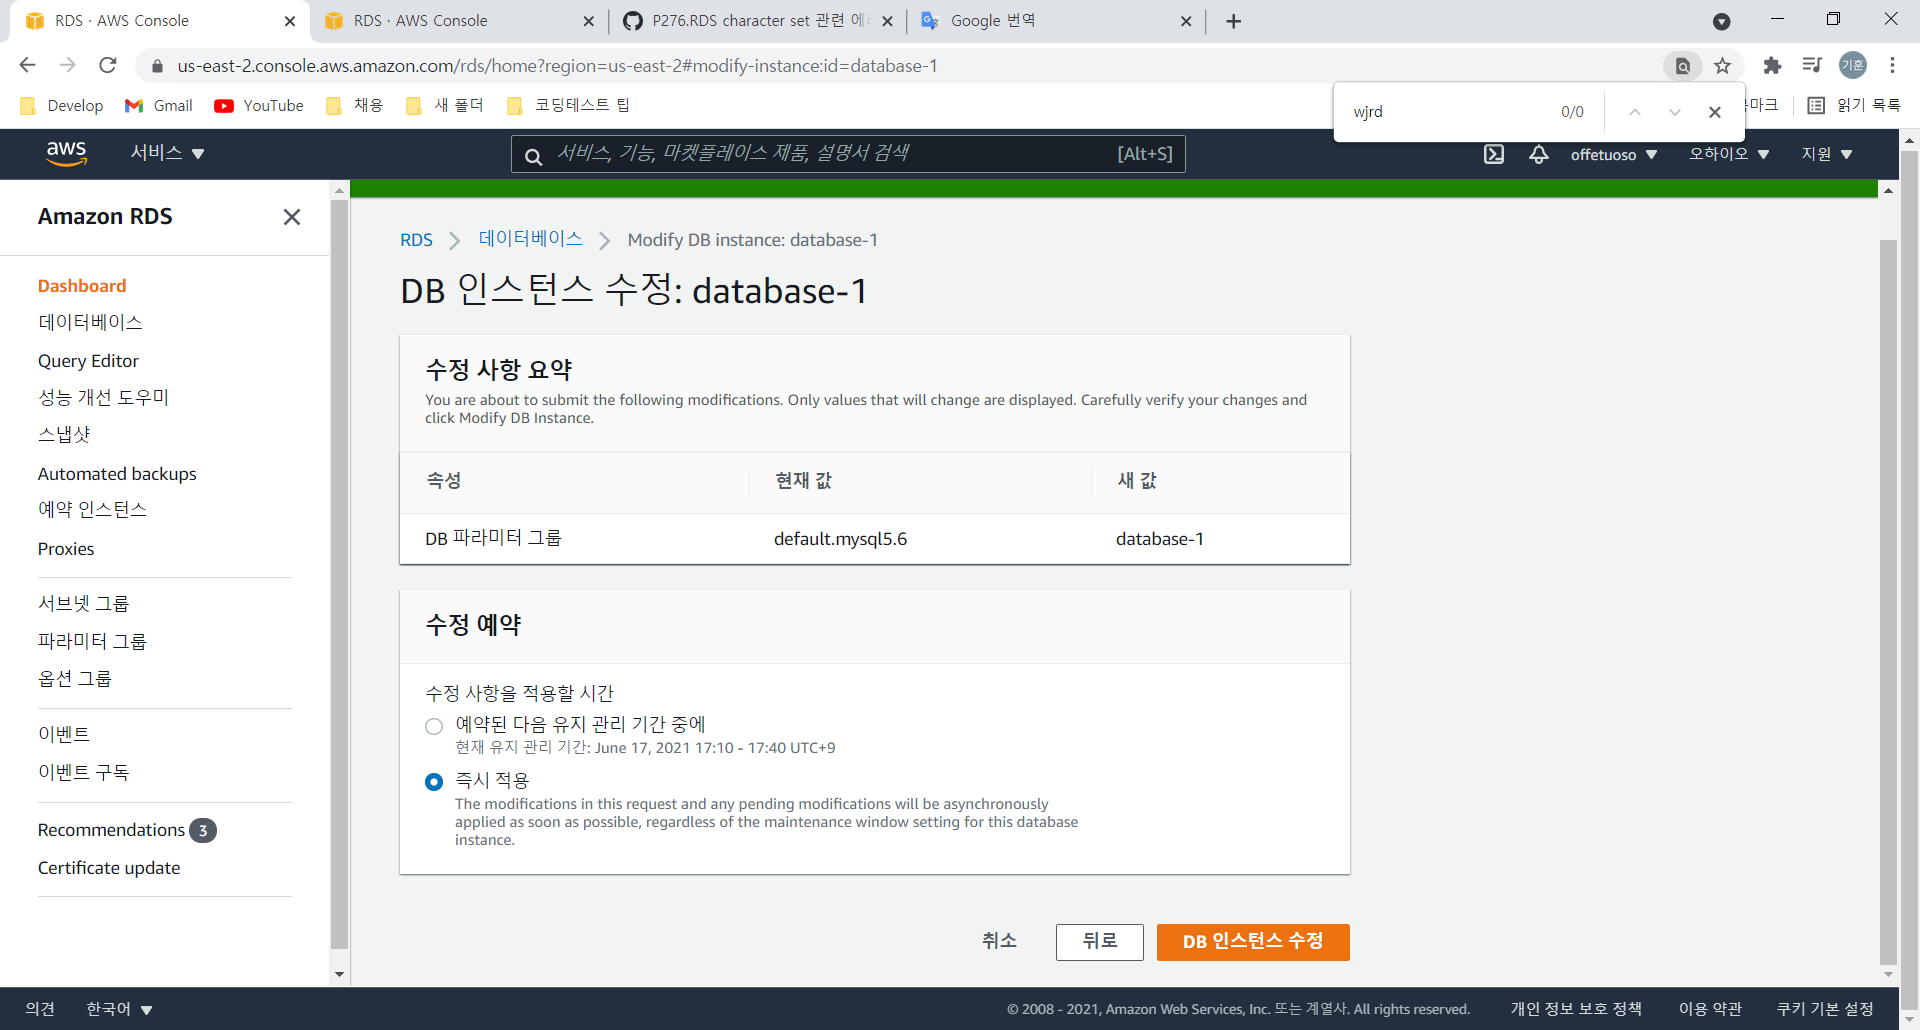 RDS · AWS Console
RDS · AWS Console
P276.RDS character set 관련 에러
Google 번역
us-east-2.console.aws.amazon.com/rds/home?region=us-east-2#modify-instance:id=database-1
기훈
Develop
Gmail
YouTube
채용
새 폴더
코딩테스트 팁
마크
읽기 목록
wjrd
0/0
aws
서비스
서비스, 기능, 마켓플레이스 제품, 설명서 검색
[Alt+S]
offetuoso
오하이오
지원
Amazon RDS
Dashboard
데이터베이스
Query Editor
성능 개선 도우미
스냅샷
Automated backups
예약 인스턴스
Proxies
서브넷 그룹
파라미터 그룹
옵션 그룹
이벤트
이벤트 구독
Recommendations 3
Certificate update
RDS
데이터베이스
Modify DB instance: database-1
DB 인스턴스 수정: database-1
수정 사항 요약
You are about to submit the following modifications. Only values that will change are displayed. Carefully verify your changes and
click Modify DB Instance.
속성
현재 값
새 값
DB 파라미터 그룹
default.mysql5.6
database-1
수정 예약
수정 사항을 적용할 시간
예약된 다음 유지 관리 기간 중에
현재 유지 관리 기간: June 17, 2021 17:10 - 17:40 UTC+9
즉시 적용
The modifications in this request and any pending modifications will be asynchronously
applied as soon as possible, regardless of the maintenance window setting for this database
instance.
취소
뒤로
DB 인스턴스 수정
의견
한국어
© 2008 - 2021, Amazon Web Services, Inc. 또는 계열사. All rights reserved.
개인 정보 보호 정책
이용 약관
쿠키 기본 설정